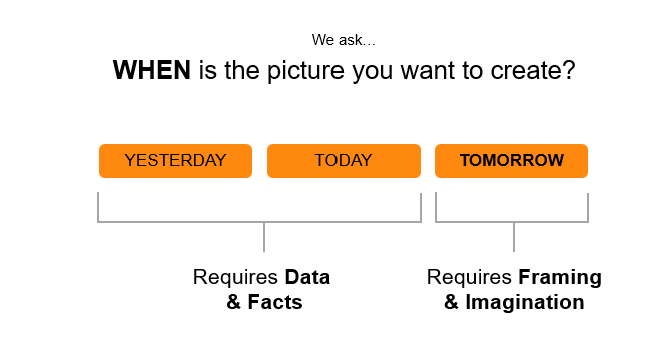 We ask…
WHEN is the picture you want to create?
YESTERDAY
TODAY
TOMORROW
Requires Data
& Facts
Requires Framing
& Imagination